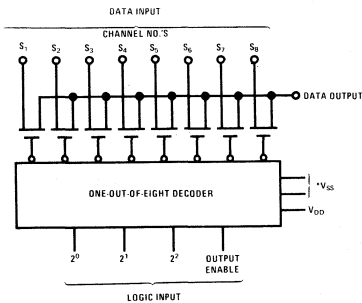 DATA INPUT
CHANNEL NO.'S
S1 S2 S3 S4 S5 S6 S7 S8
DATA OUTPUT
ONE-OUT-OF-EIGHT DECODER
*VSS
VDD
2^0 2^1 2^2 OUTPUT
ENABLE
LOGIC INPUT